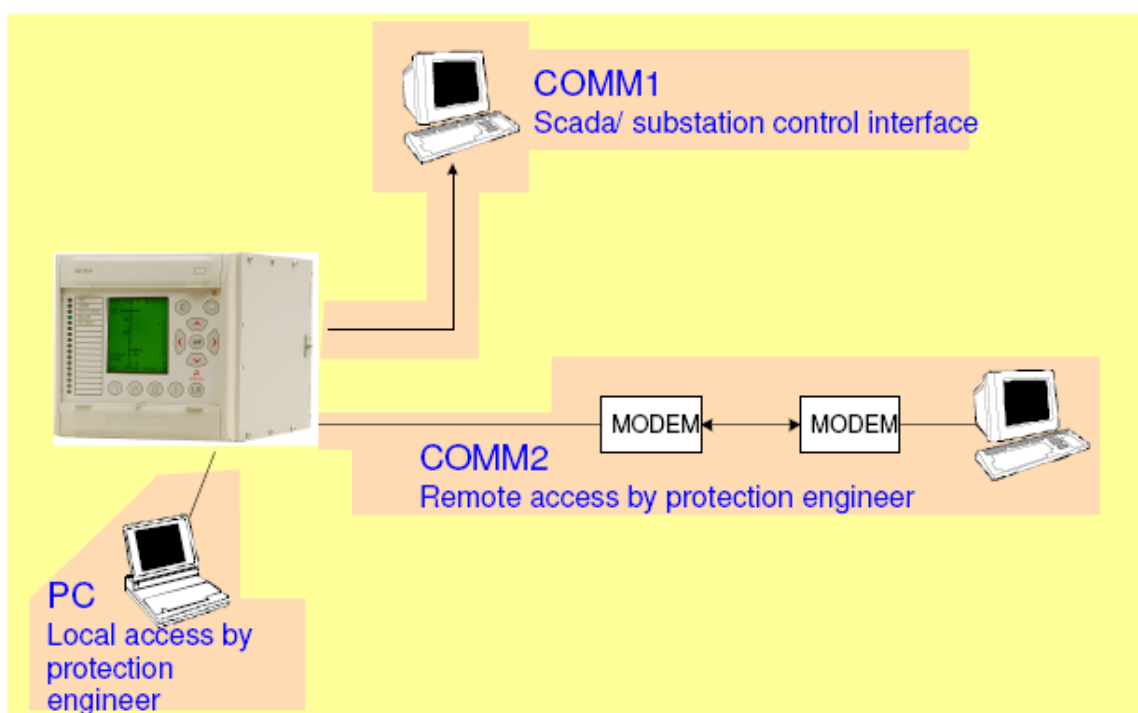 COMM1
Scada/ substation control interface
MODEM
MODEM
COMM2
Remote access by protection engineer
PC
Local access by
protection
engineer